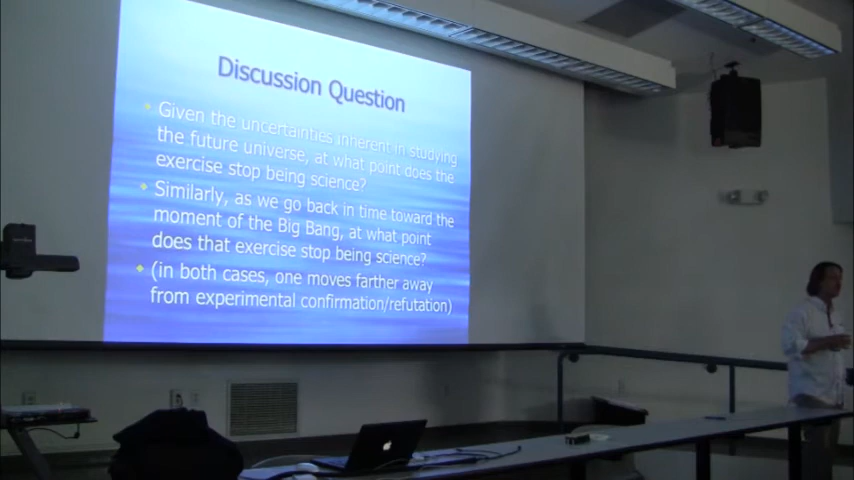 Discussion Question
Given the uncertainties inherent in studying
the future universe, at what point does the
exercise stop being science?
Similarly, as we go back in time toward the
moment of the Big Bang, at what point
does that exercise stop being science?
(in both cases, one moves farther away
from experimental confirmation/refutation)